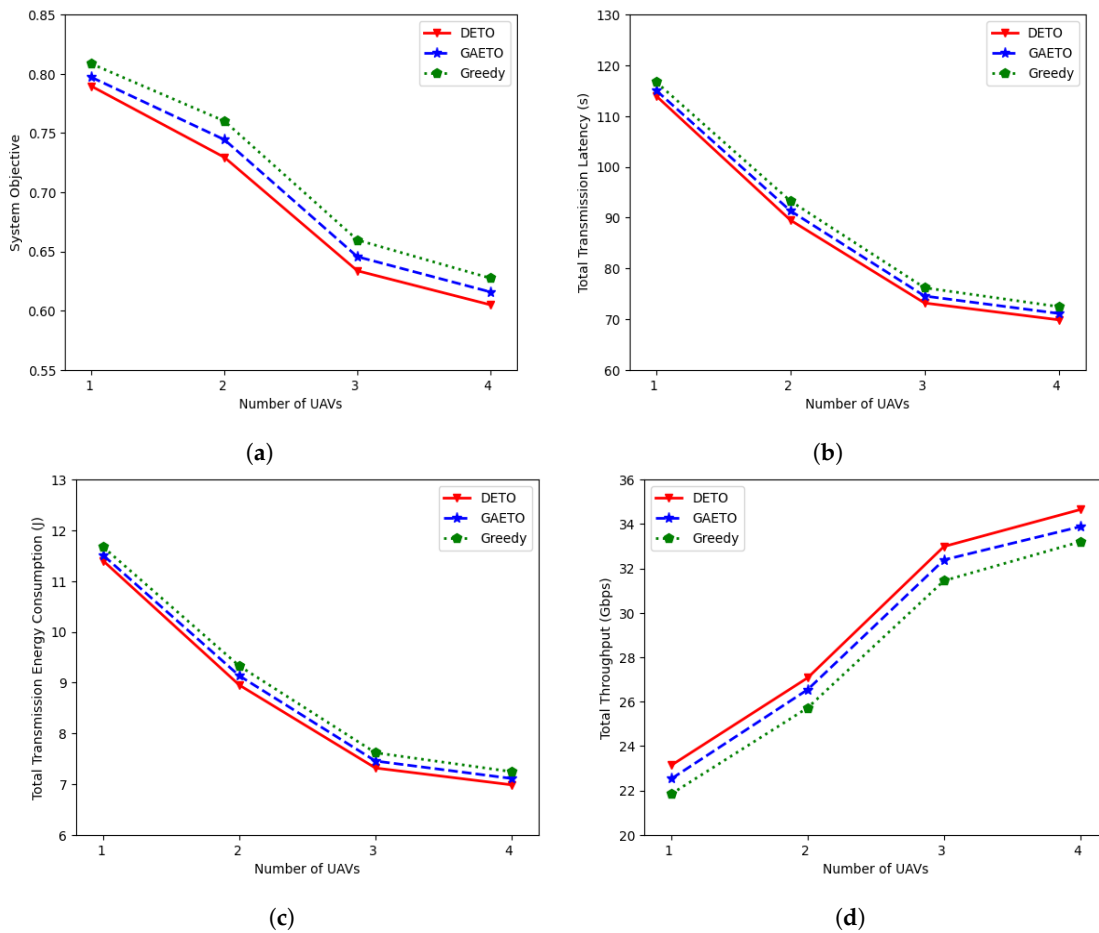 0.85
0.80
0.75
0.70
0.65
0.60
0.55
System Objective
DETO
GAETO
Greedy
1 2 3 4
Number of UAVs
(a)
130
120
110
100
90
80
70
60
Total Transmission Latency (s)
DETO
GAETO
Greedy
1 2 3 4
Number of UAVs
(b)
13
12
11
10
9
8
7
6
Total Transmission Energy Consumption (J)
DETO
GAETO
Greedy
1 2 3 4
Number of UAVs
(c)
36
34
32
30
28
26
24
22
20
Total Throughput (Gbps)
DETO
GAETO
Greedy
1 2 3 4
Number of UAVs
(d)